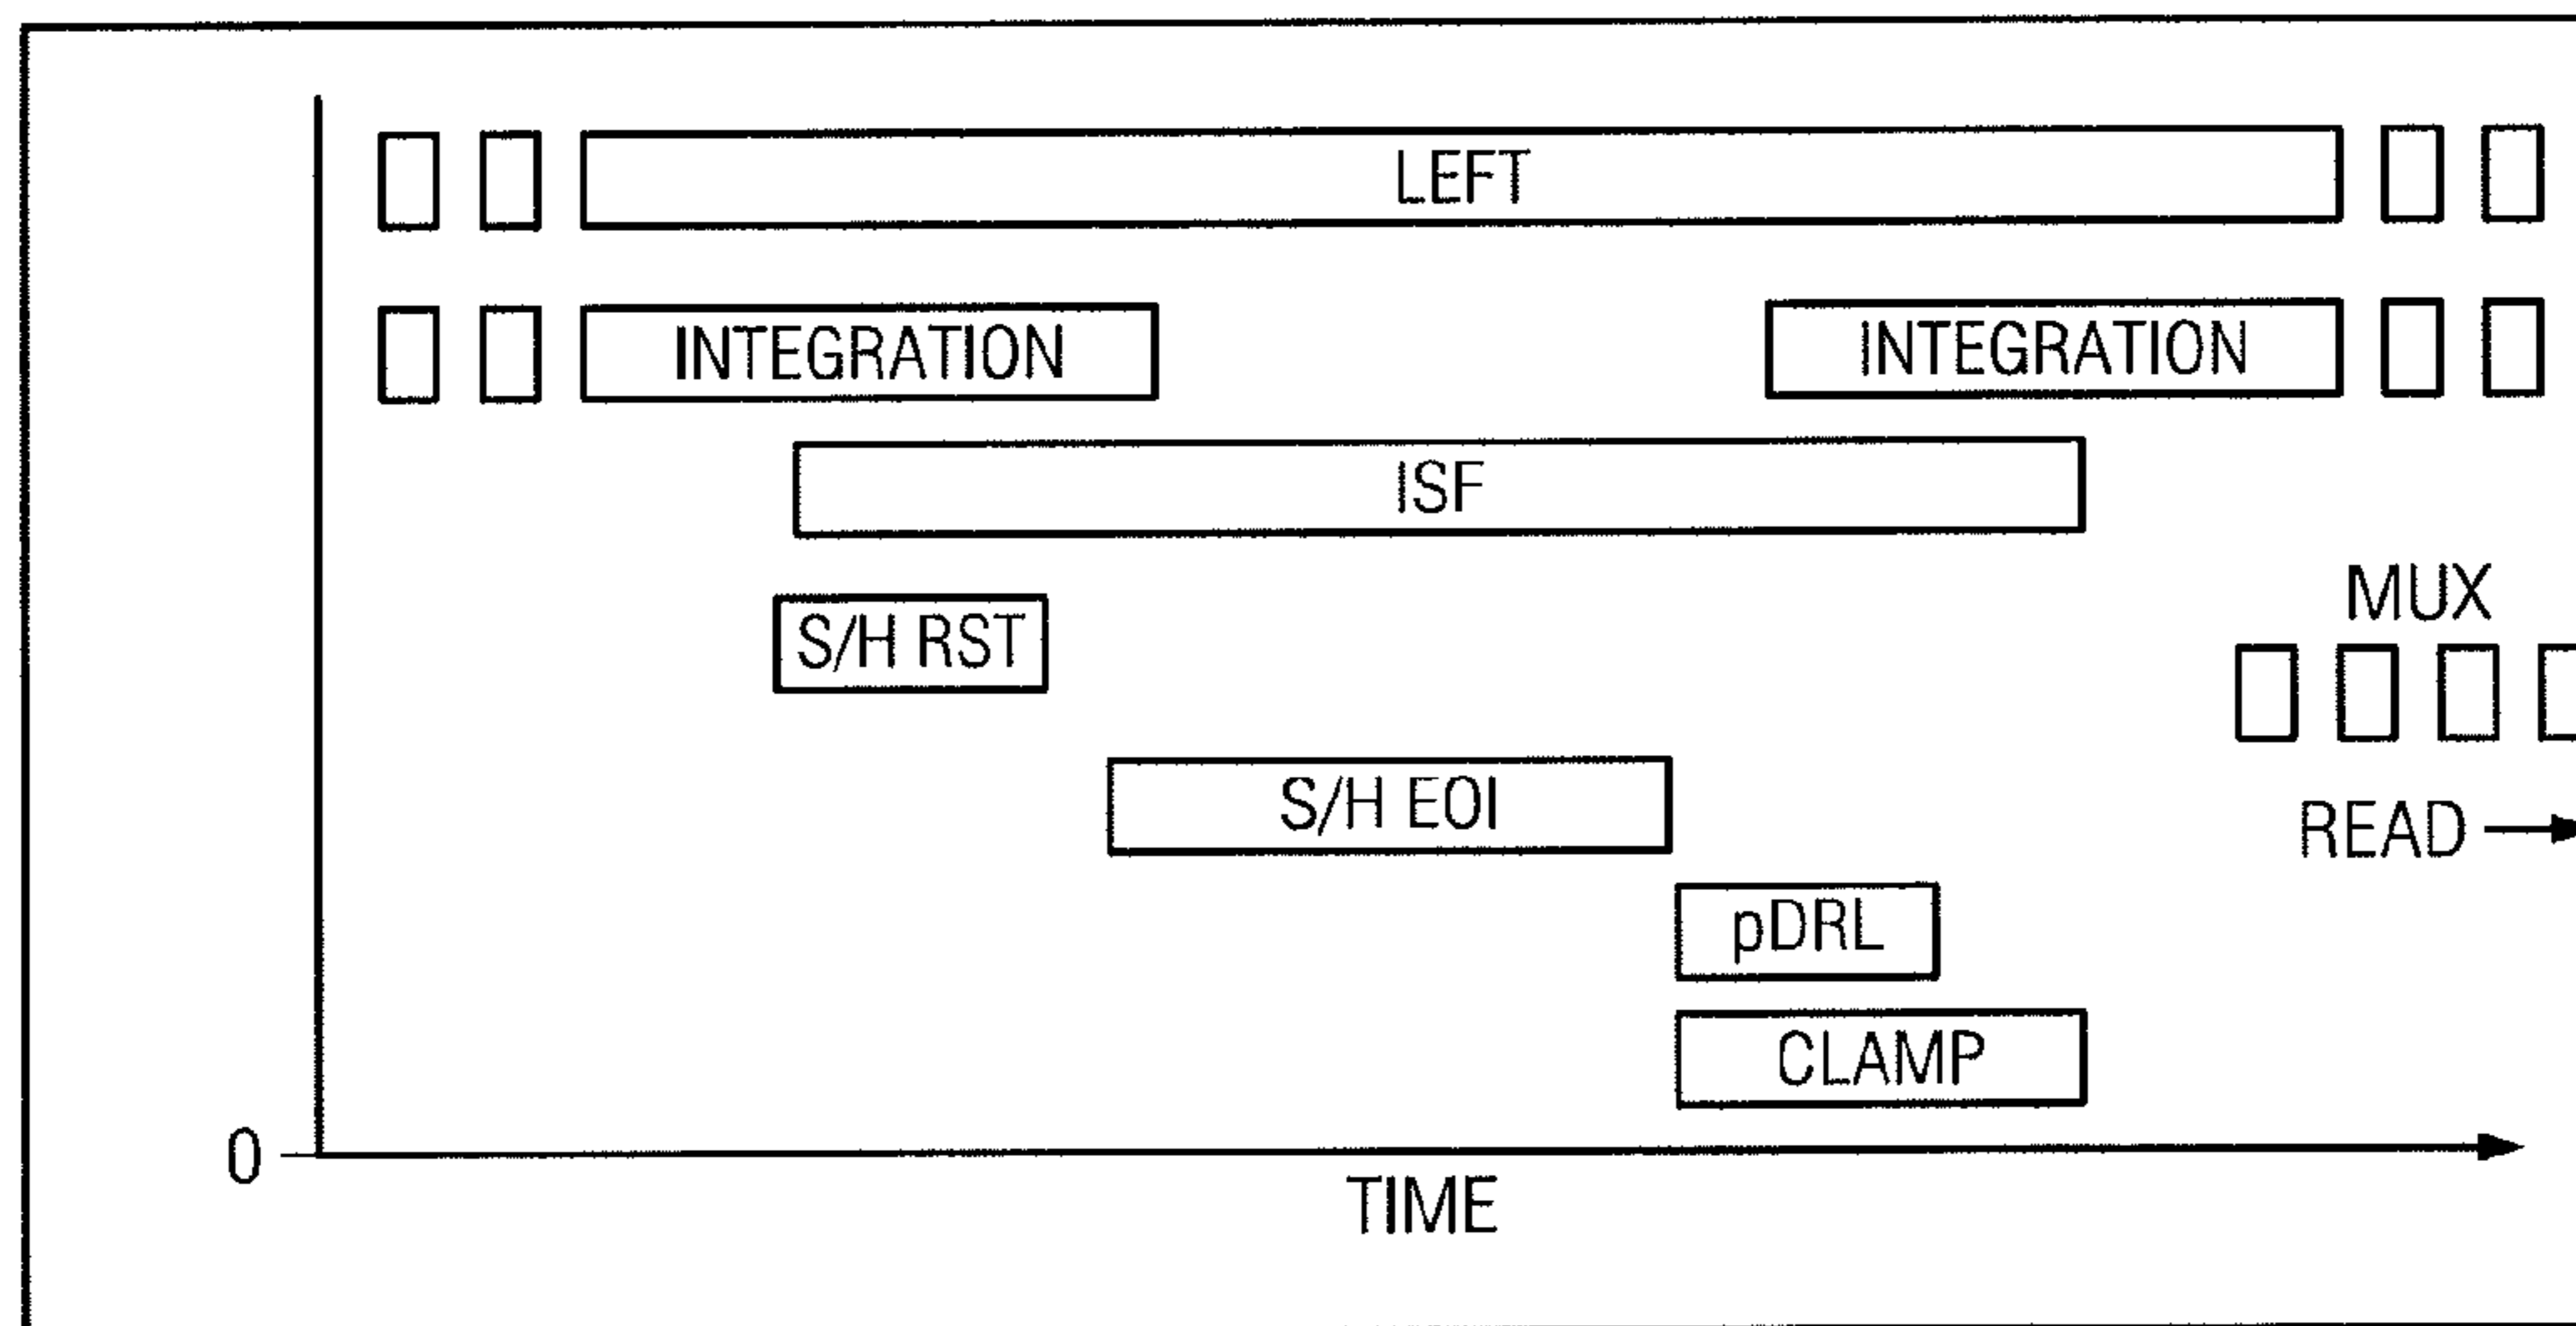 LEFT
INTEGRATION INTEGRATION
ISF
MUX
S/H RST
S/H EOI
READ
pDRL
CLAMP
0
TIME